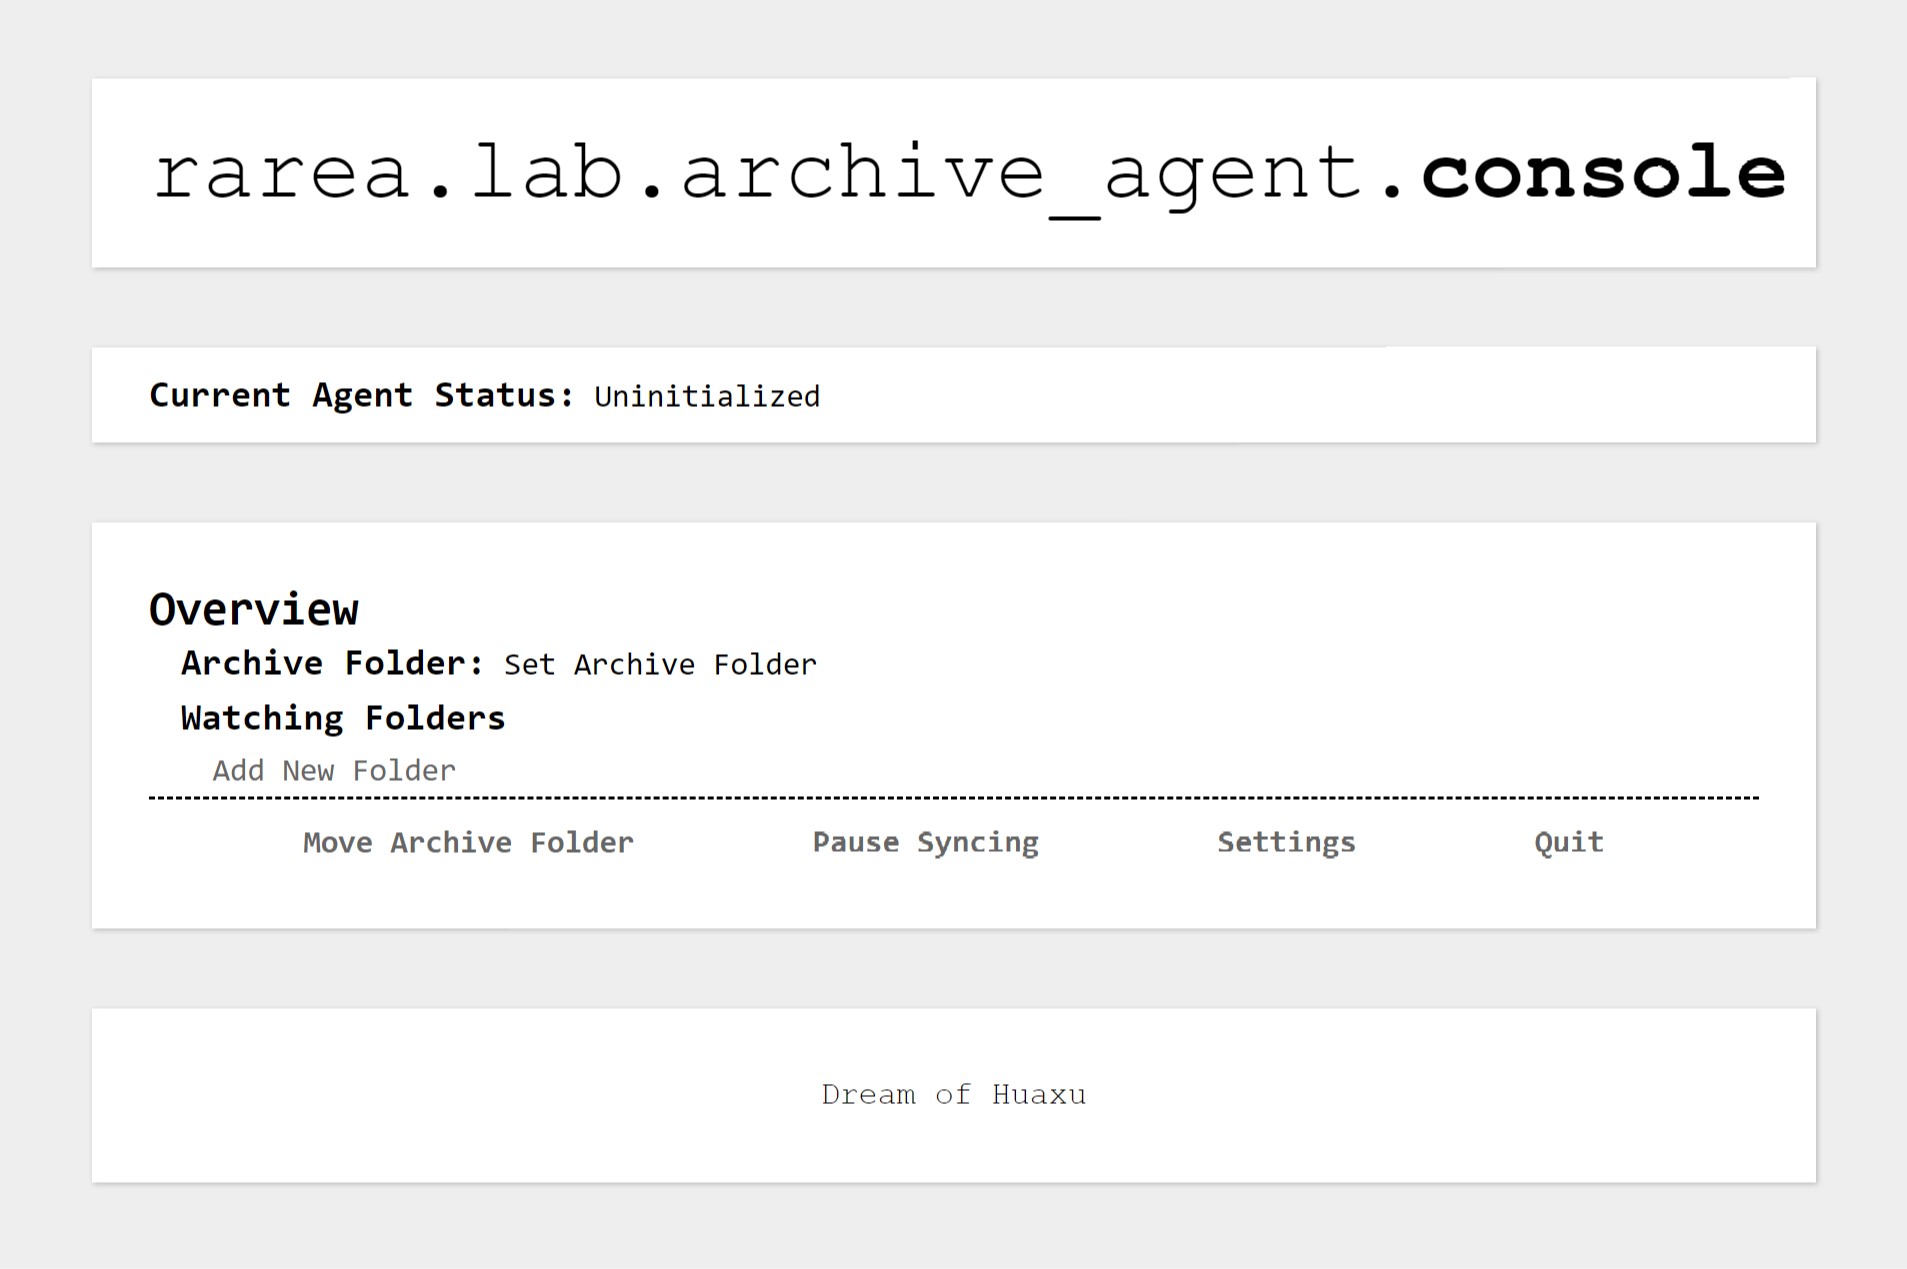 rarea.lab.archive_agent.console
Current Agent Status: Uninitialized
Overview
Archive Folder: Set Archive Folder
Watching Folders
Add New Folder
Move Archive Folder Pause Syncing Settings Quit
Dream of Huaxu